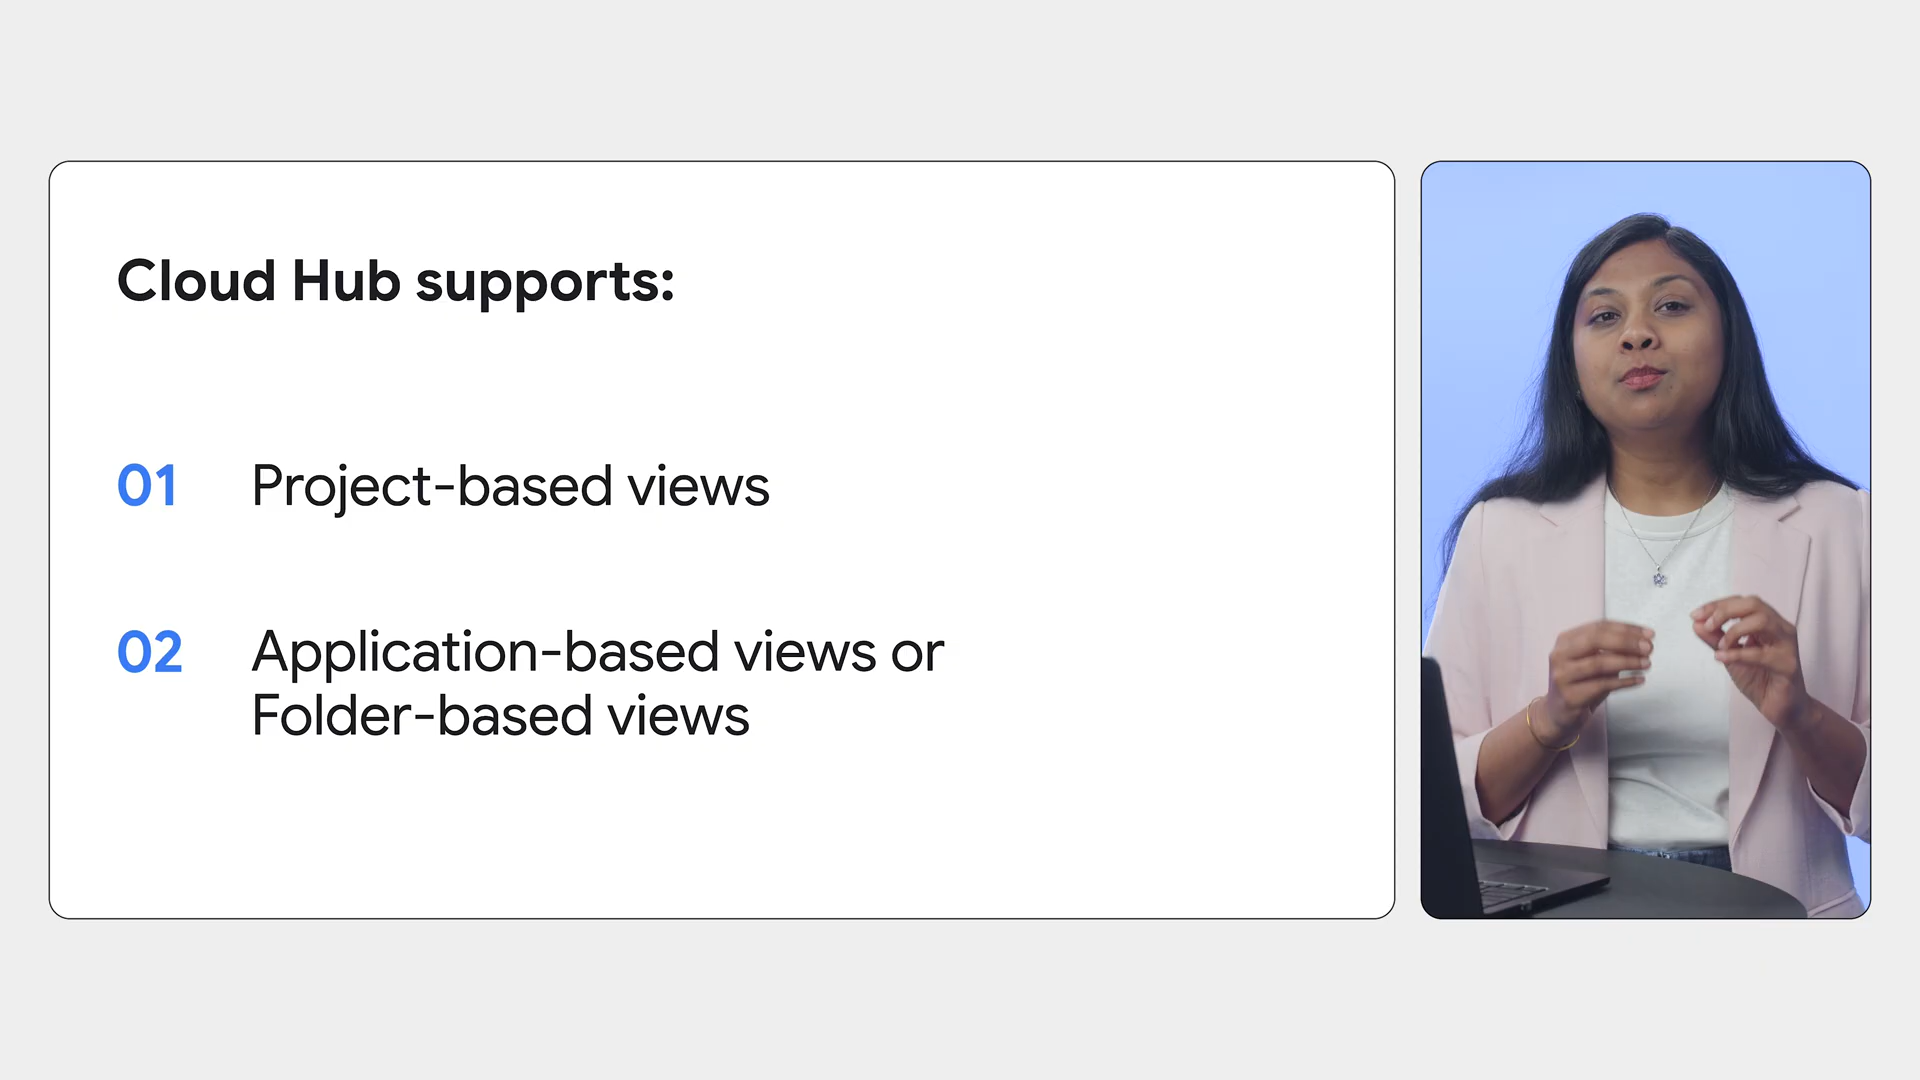 Cloud Hub supports:
01 Project-based views
02 Application-based views or
Folder-based views